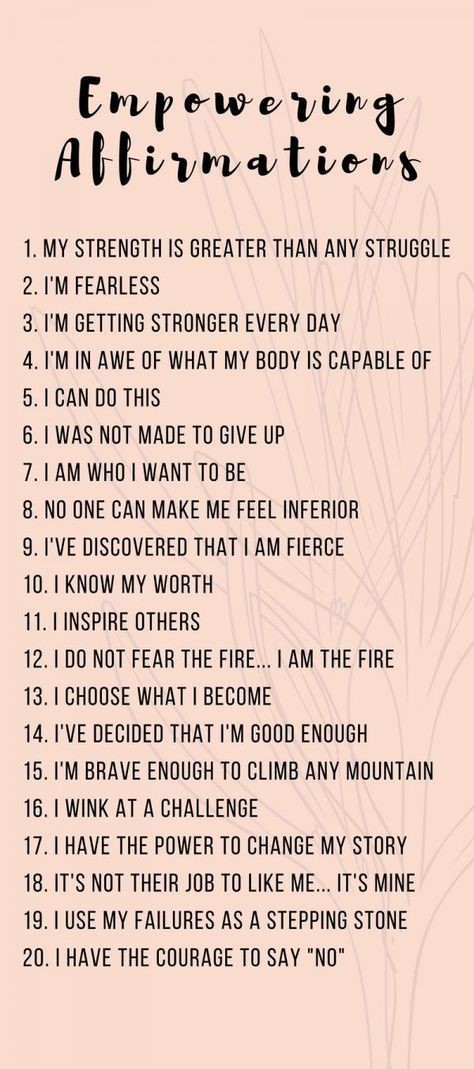 Empowering
Affirmations
1. MY STRENGTH IS GREATER THAN ANY STRUGGLE
2. I'M FEARLESS
3. I'M GETTING STRONGER EVERY DAY
4. I'M IN AWE OF WHAT MY BODY IS CAPABLE OF
5. I CAN DO THIS
6. I WAS NOT MADE TO GIVE UP
7. I AM WHO I WANT TO BE
8. NO ONE CAN MAKE ME FEEL INFERIOR
9. I'VE DISCOVERED THAT I AM FIERCE
10. I KNOW MY WORTH
11. I INSPIRE OTHERS
12. I DO NOT FEAR THE FIRE... I AM THE FIRE
13. I CHOOSE WHAT I BECOME
14. I'VE DECIDED THAT I'M GOOD ENOUGH
15. I'M BRAVE ENOUGH TO CLIMB ANY MOUNTAIN
16. I WINK AT A CHALLENGE
17. I HAVE THE POWER TO CHANGE MY STORY
18. IT'S NOT THEIR JOB TO LIKE ME... IT'S MINE
19. I USE MY FAILURES AS A STEPPING STONE
20. I HAVE THE COURAGE TO SAY "NO"